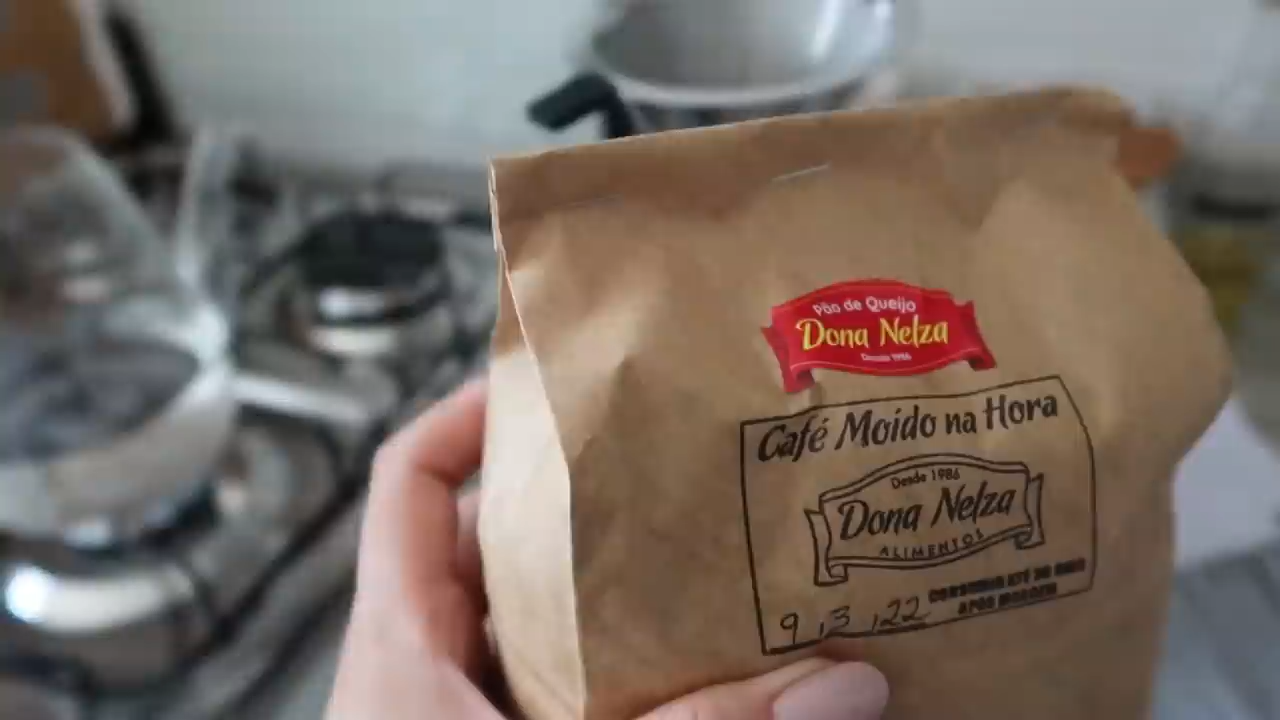 Pão de Queijo
Dona Nelza
Desde 1986
Café Moído na Hora
Desde 1986
Dona Nelza
ALIMENTOS
CONSUMIR ATÉ 30 DIAS
APÓS MOAGEM
9,3,22